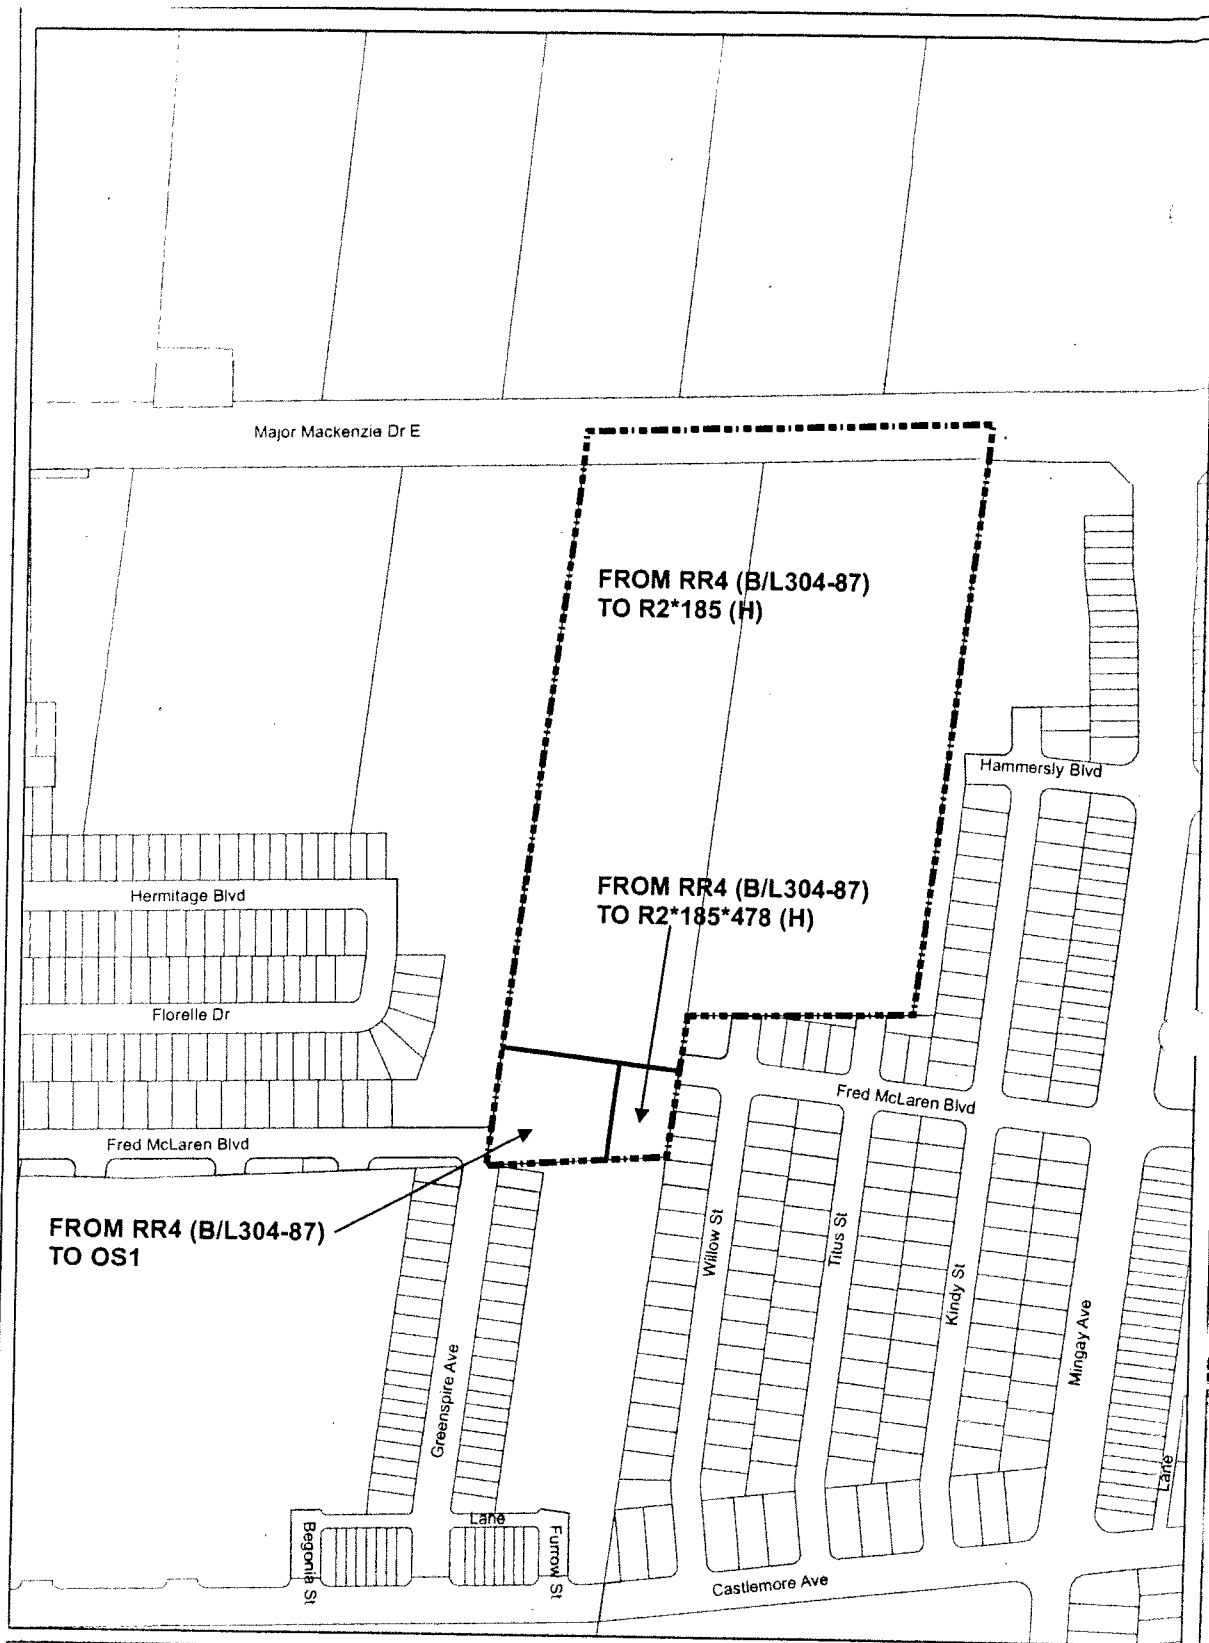 Major Mackenzie Dr E
FROM RR4 (B/L304-87)
TO R2*185 (H)
Hammersly Blvd
Hermitage Blvd
FROM RR4 (B/L304-87)
TO R2*185*478 (H)
Florelle Dr
Fred McLaren Blvd
Fred McLaren Blvd
FROM RR4 (B/L304-87)
TO OS1
Willow St
Titus St
Kindy St
Mingay Ave
Greenspire Ave
Lane
Lane
Begonia St
Furrow St
Castlemore Ave